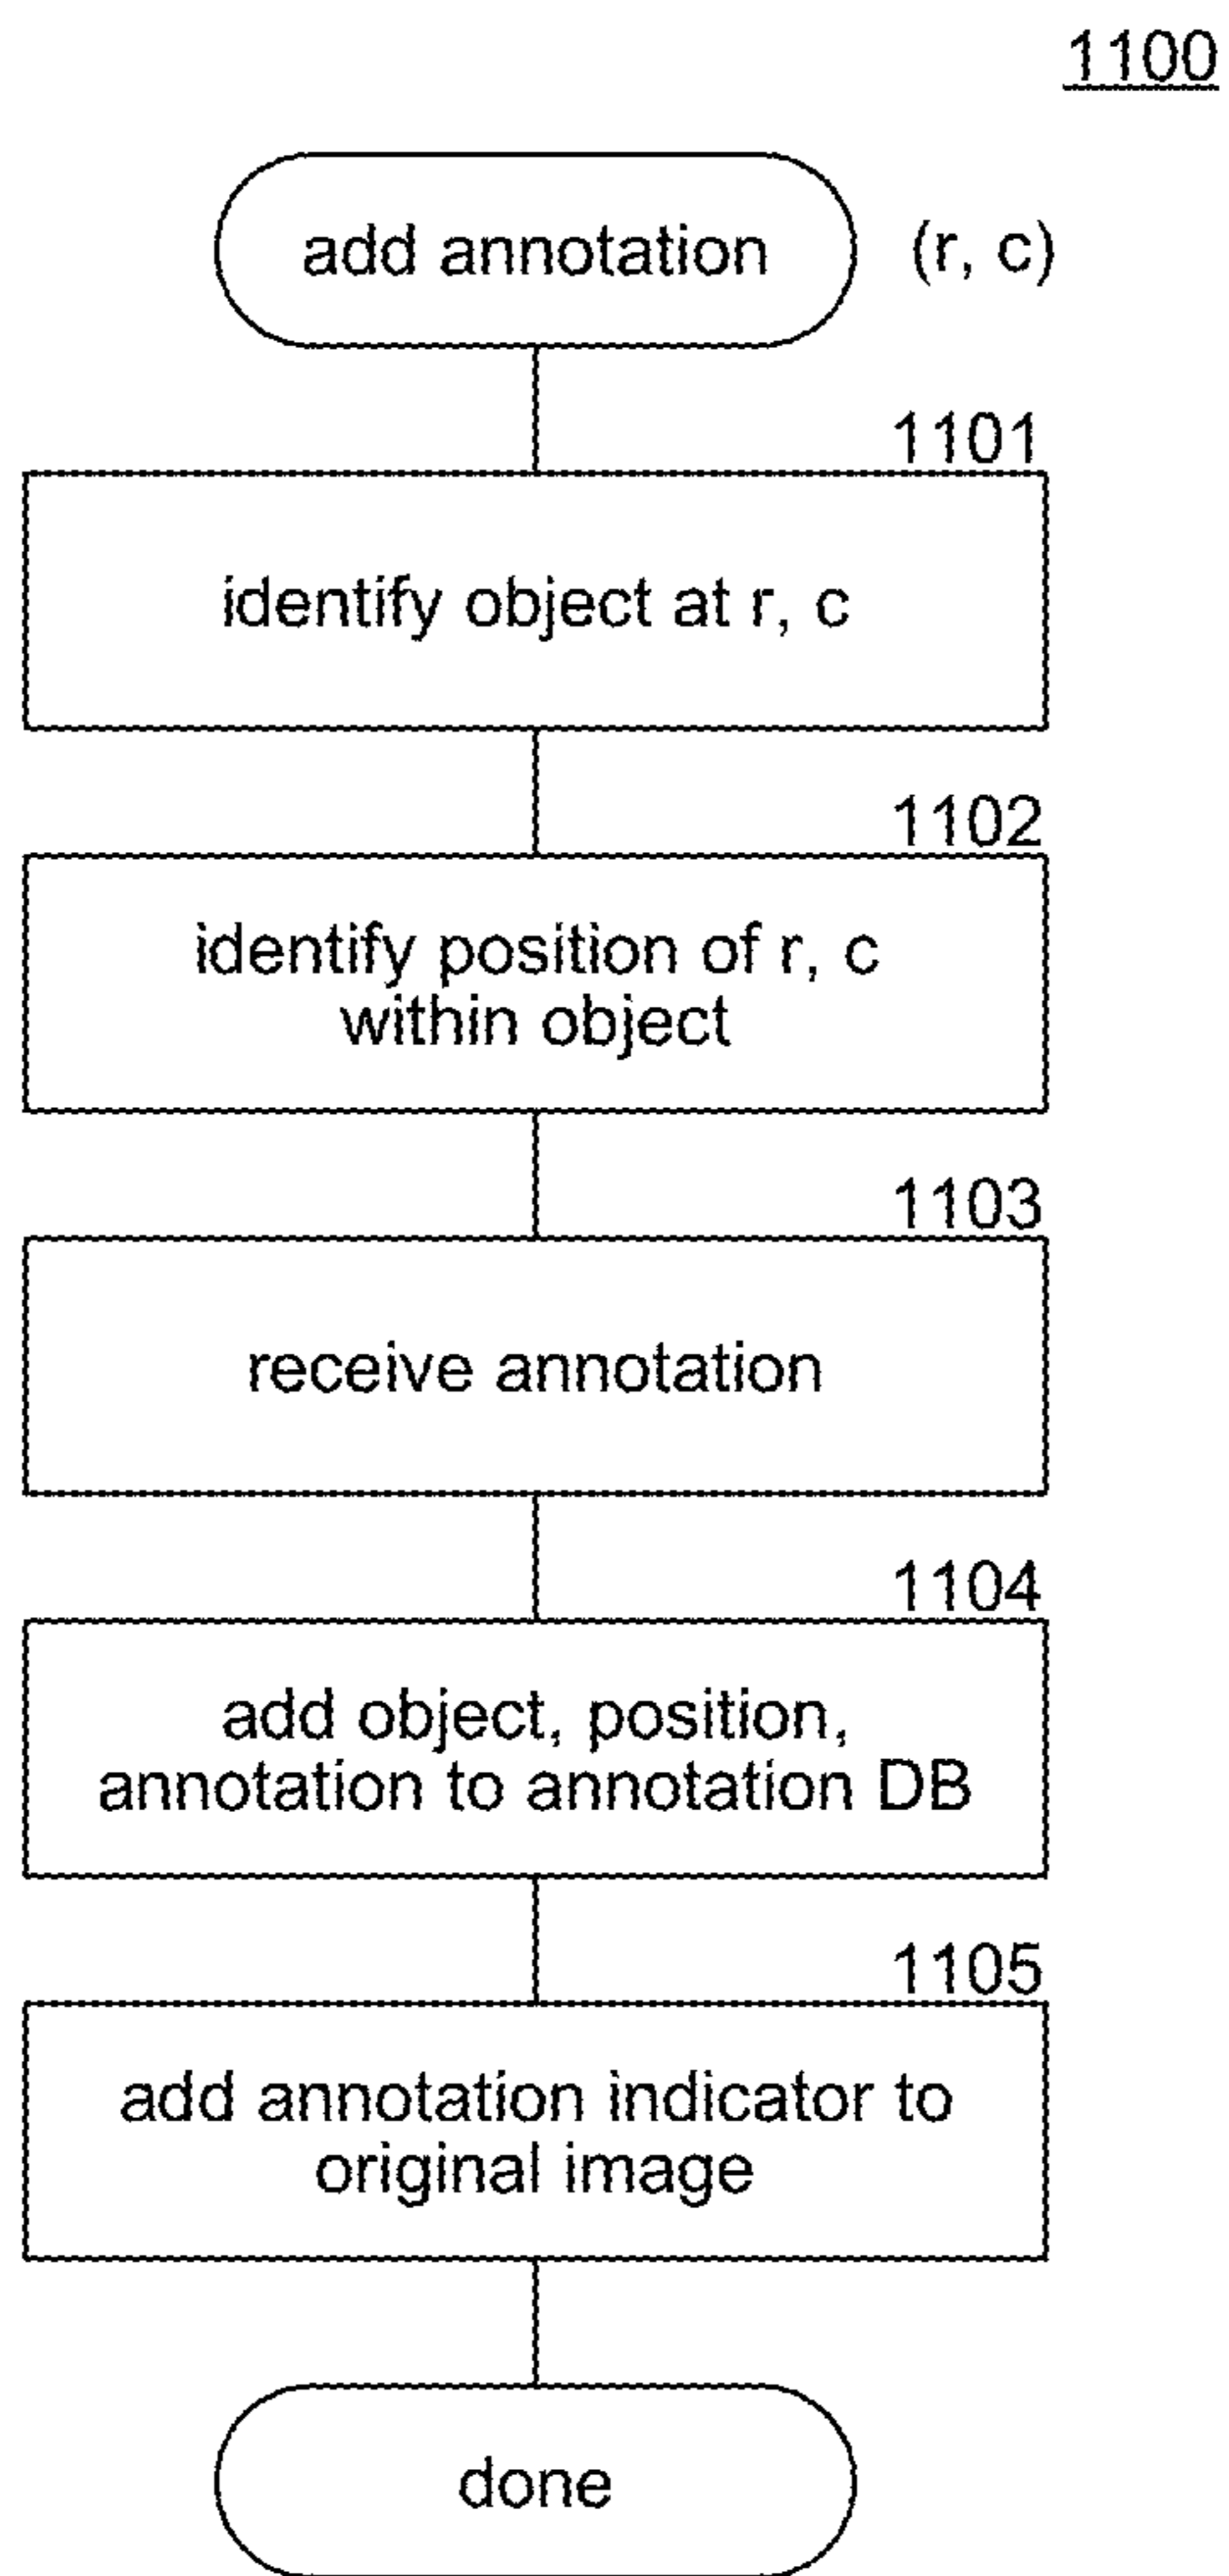 1100
add annotation (r, c)
1101
identify object at r, c
1102
identify position of r, c
within object
1103
receive annotation
1104
add object, position,
annotation to annotation DB
1105
add annotation indicator to
original image
done